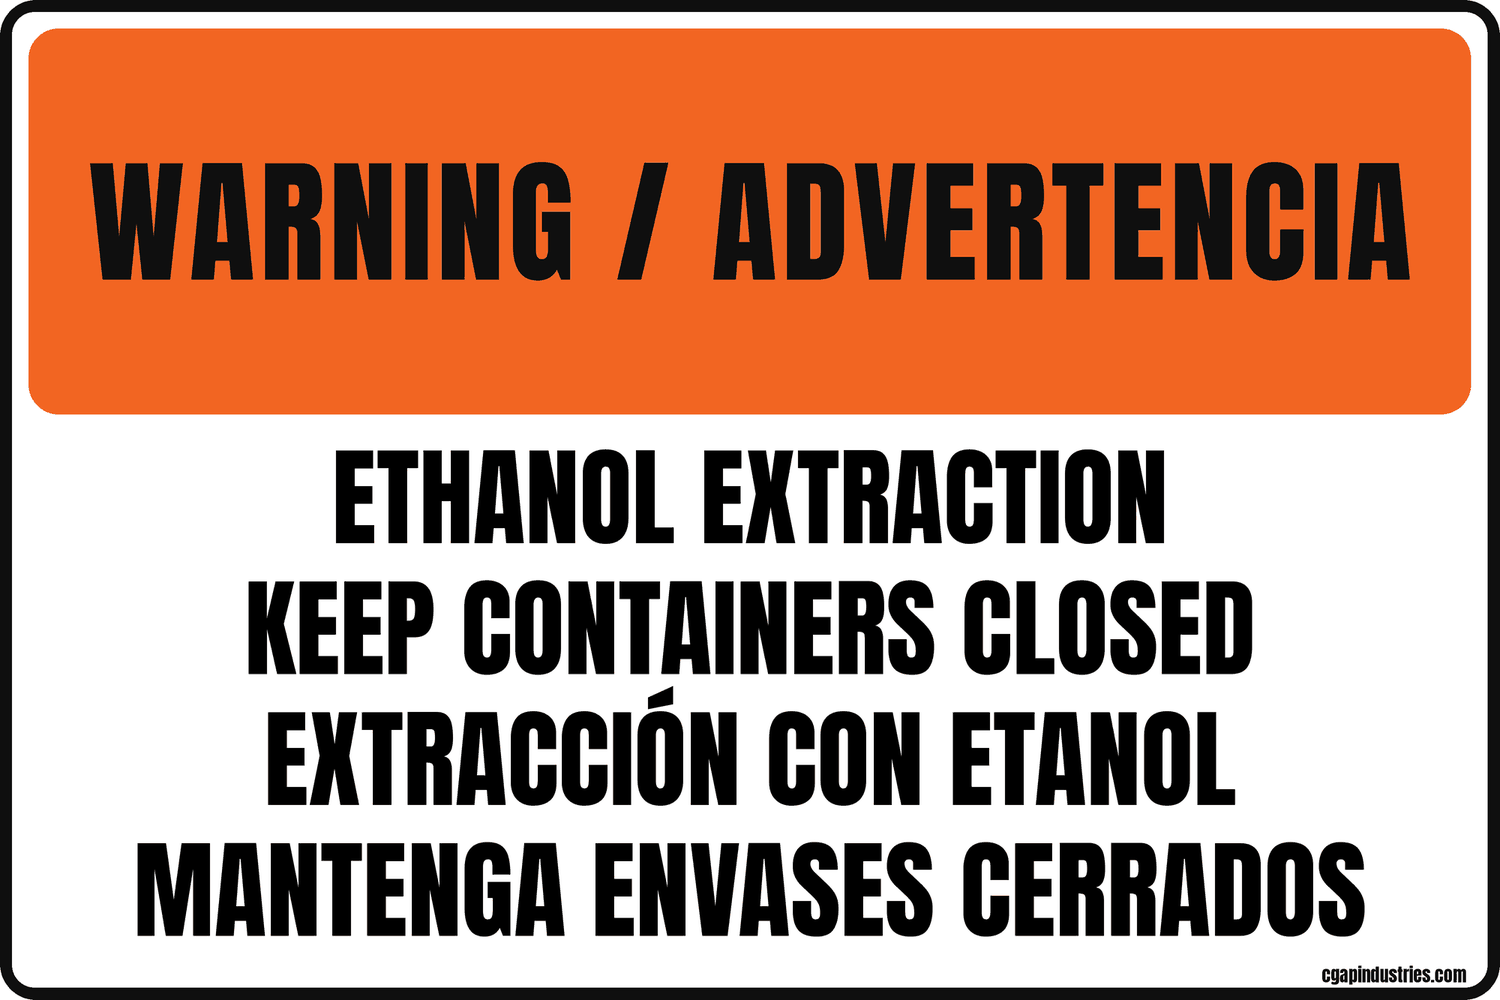 WARNING / ADVERTENCIA
ETHANOL EXTRACTION
KEEP CONTAINERS CLOSED
EXTRACCIÓN CON ETANOL
MANTENGA ENVASES CERRADOS
cgapindustries.com